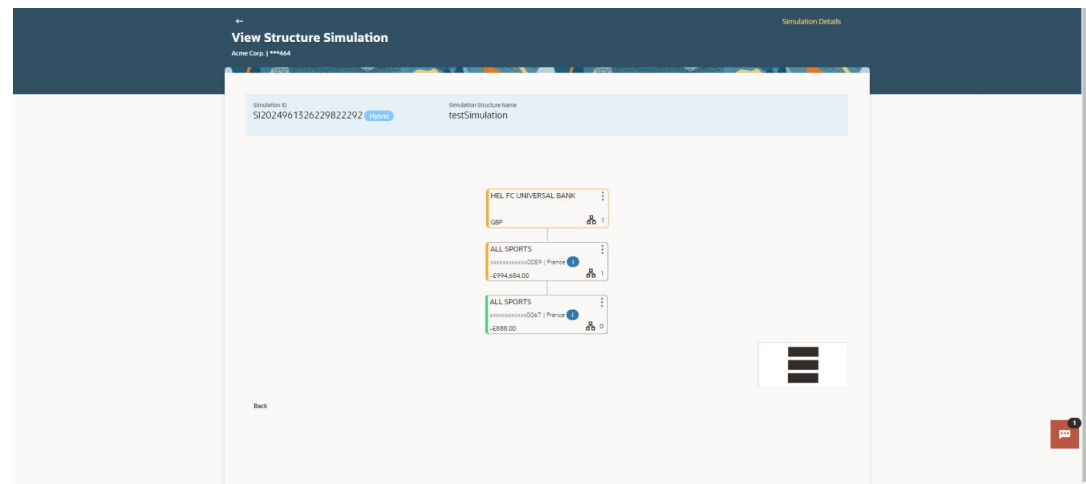 ←
Simulation Details
View Structure Simulation
Acme Corp. | ***464
Simulation ID
Simulation Structure Name
SI2024961326229822292 Hybrid
testSimulation
HEL FC UNIVERSAL BANK
GBP
1
ALL SPORTS
xxxxxxxxxxxx0089 | France I
-£994,684.00
1
ALL SPORTS
xxxxxxxxxxxx0067 | France I
-£888.00
0
Back
1